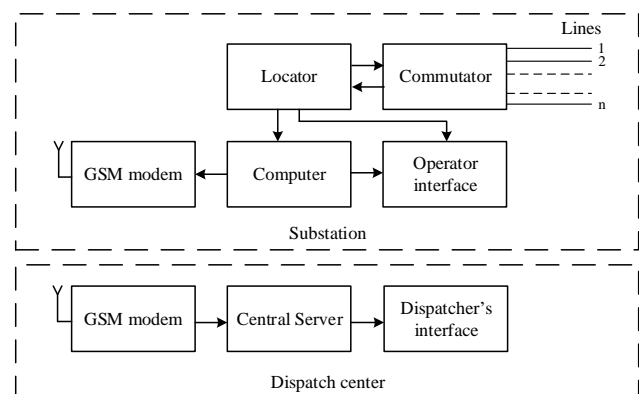 Lines
1
2
n
Locator
Commutator
GSM modem
Computer
Operator
interface
Substation
GSM modem
Central Server
Dispatcher's
interface
Dispatch center